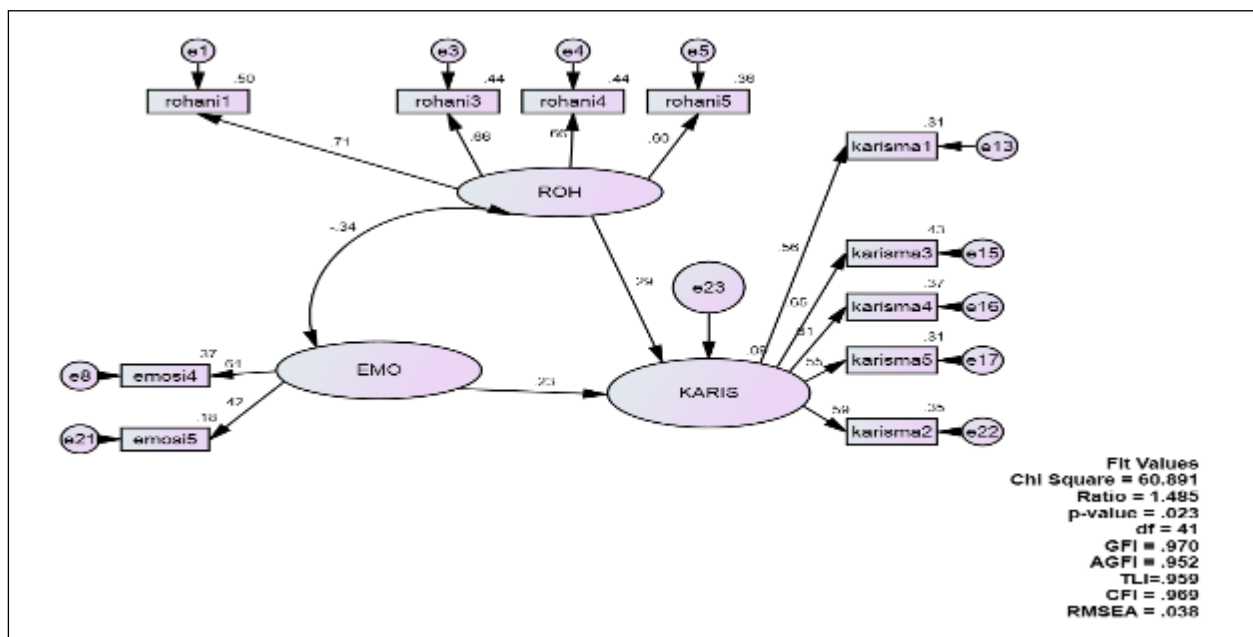 e1
e3
e4
e5
.50
.44
.44
.36
rohani1
rohani3
rohani4
rohani5
.31
karisma1
e13
.71
.66
.60
ROH
-.34
.56
.43
karisma3
e15
.29
e23
.65
.37
karisma4
e16
.61
.31
.37
.61
EMO
karisma5
e17
e8
emosi4
.23
KARIS
.55
.42
.59
.35
.18
karisma2
e22
e21
emosi5
Fit Values
Chi Square = 60.891
Ratio = 1.485
p-value = .023
df = 41
GFI = .970
AGFI = .952
TLI=.959
CFI = .969
RMSEA = .038